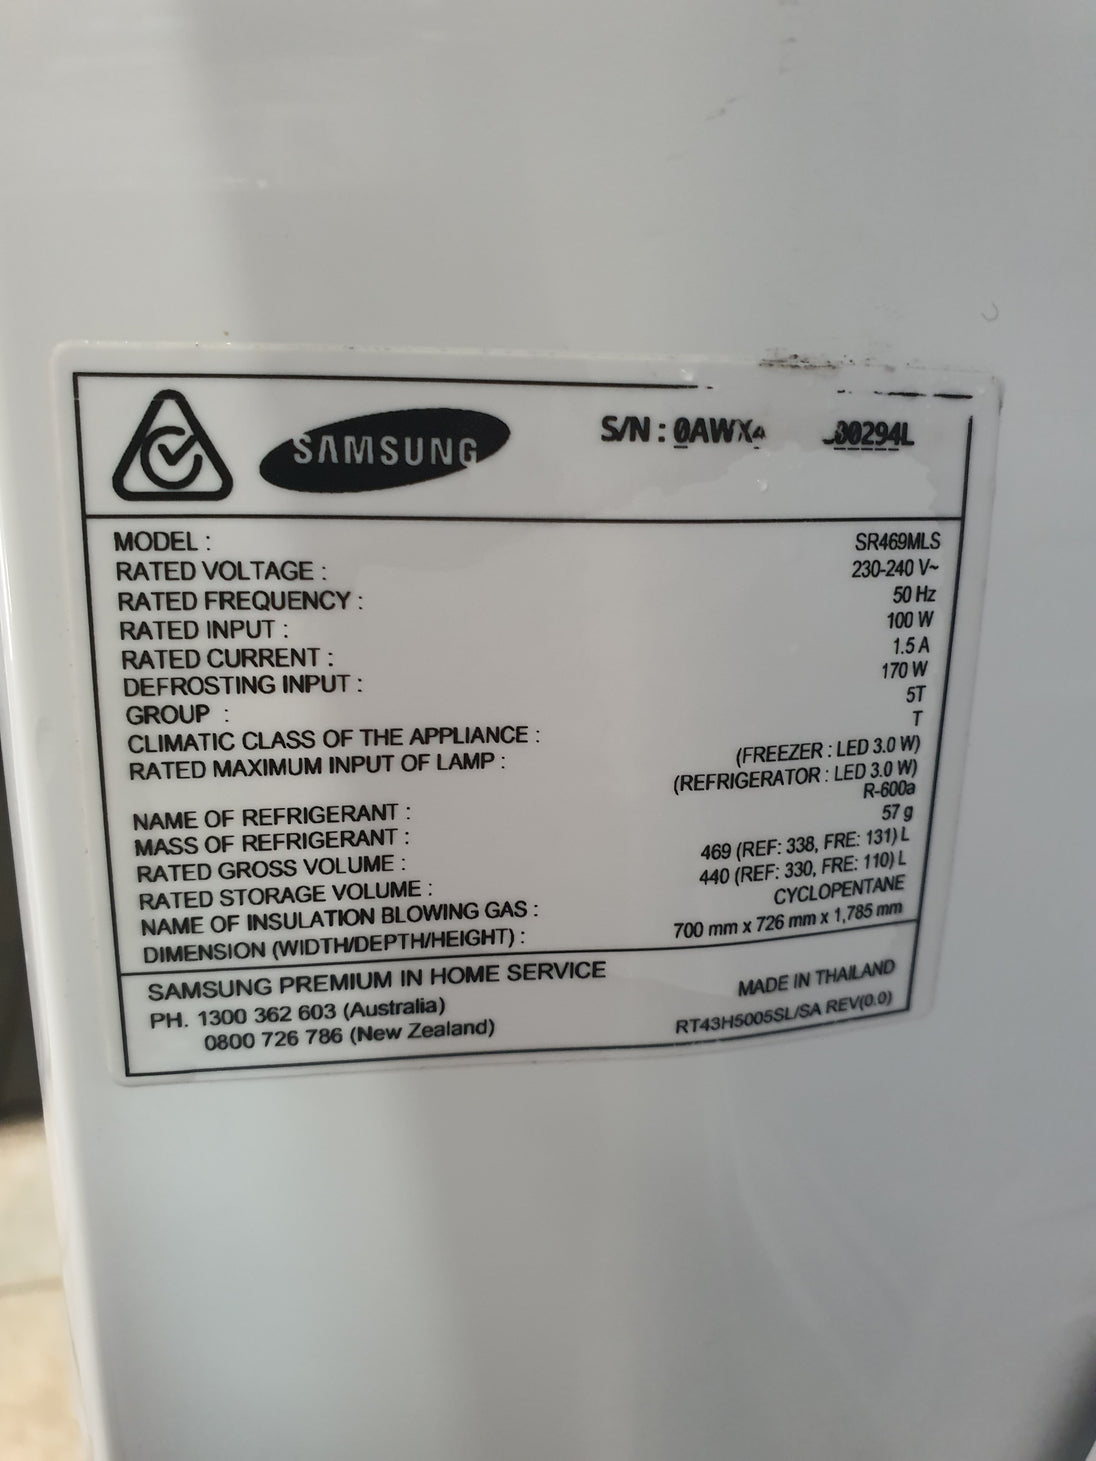 SAMSUNG
S/N :
MODEL : SR469MLS
RATED VOLTAGE : 230-240 V~
RATED FREQUENCY : 50 Hz
RATED INPUT : 100 W
RATED CURRENT : 1.5 A
DEFROSTING INPUT : 170 W
GROUP : 5T
CLIMATIC CLASS OF THE APPLIANCE : T
RATED MAXIMUM INPUT OF LAMP : (FREEZER : LED 3.0 W)
(REFRIGERATOR : LED 3.0 W)
NAME OF REFRIGERANT : R-600a
MASS OF REFRIGERANT : 57 g
RATED GROSS VOLUME : 469 (REF: 338, FRE: 131) L
RATED STORAGE VOLUME : 440 (REF: 330, FRE: 110) L
NAME OF INSULATION BLOWING GAS : CYCLOPENTANE
DIMENSION (WIDTH/DEPTH/HEIGHT) : 700 mm x 726 mm x 1,785 mm
SAMSUNG PREMIUM IN HOME SERVICE
PH. 1300 362 603 (Australia)
0800 726 786 (New Zealand)
MADE IN THAILAND
RT43H5005SL/SA REV(0.0)